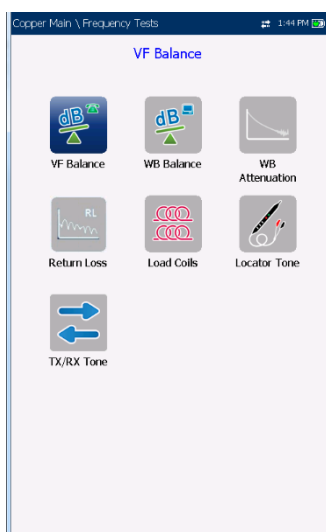 Copper Main \ Frequency Tests 1:44 PM
VF Balance
dB dB
VF Balance WB Balance WB
Attenuation
RL
Return Loss Load Coils Locator Tone
TX/RX Tone